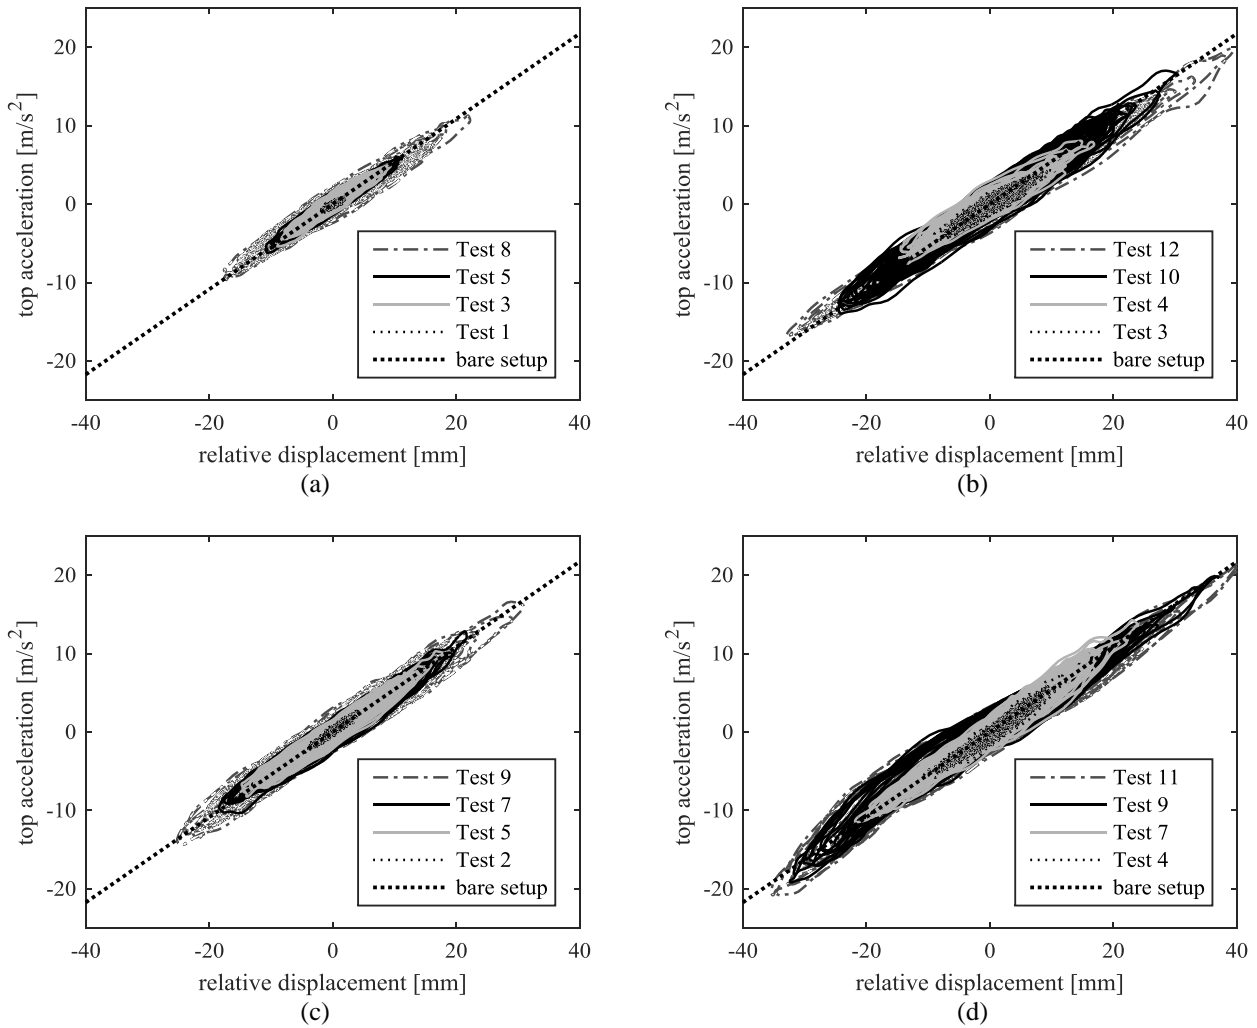 top acceleration [m/s²]
20
10
0
-10
-20
Test 8
Test 5
Test 3
Test 1
bare setup
-40 -20 0 20 40
relative displacement [mm]
(a)
top acceleration [m/s²]
20
10
0
-10
-20
Test 12
Test 10
Test 4
Test 3
bare setup
-40 -20 0 20 40
relative displacement [mm]
(b)
top acceleration [m/s²]
20
10
0
-10
-20
Test 9
Test 7
Test 5
Test 2
bare setup
-40 -20 0 20 40
relative displacement [mm]
(c)
top acceleration [m/s²]
20
10
0
-10
-20
Test 11
Test 9
Test 7
Test 4
bare setup
-40 -20 0 20 40
relative displacement [mm]
(d)